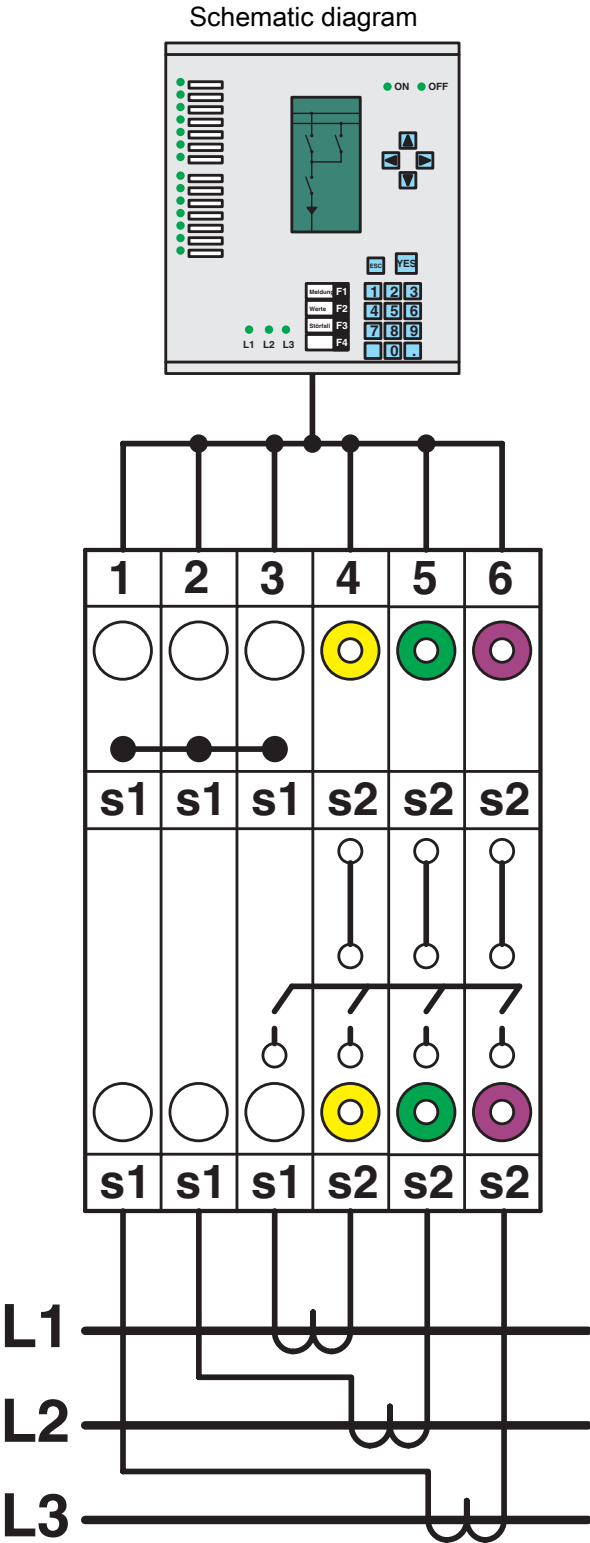 Schematic diagram
ON OFF
ESC YES
Meldung F1 1 2 3
Werte F2 4 5 6
Störfall F3 7 8 9
F4 0 .
L1 L2 L3
1 2 3 4 5 6
s1 s1 s1 s2 s2 s2
s1 s1 s1 s2 s2 s2
L1
L2
L3